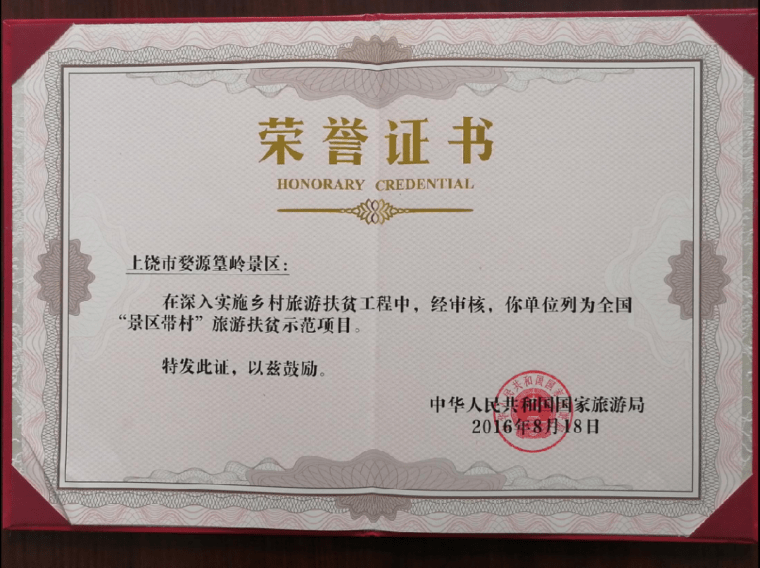 荣誉证书
HONORARY CREDENTIAL
上饶市婺源篁岭景区：
在深入实施乡村旅游扶贫工程中，经审核，你单位列为全国
“景区带村”旅游扶贫示范项目。
特发此证，以兹鼓励。
中华人民共和国国家旅游局
2016年8月18日